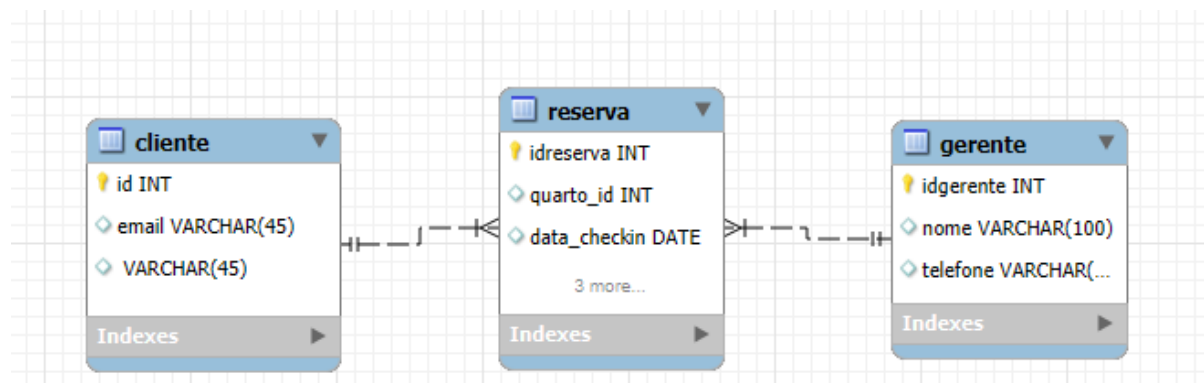 cliente
id INT
email VARCHAR(45)
VARCHAR(45)
Indexes
reserva
idreserva INT
quarto_id INT
data_checkin DATE
3 more...
Indexes
gerente
idgerente INT
nome VARCHAR(100)
telefone VARCHAR(...
Indexes